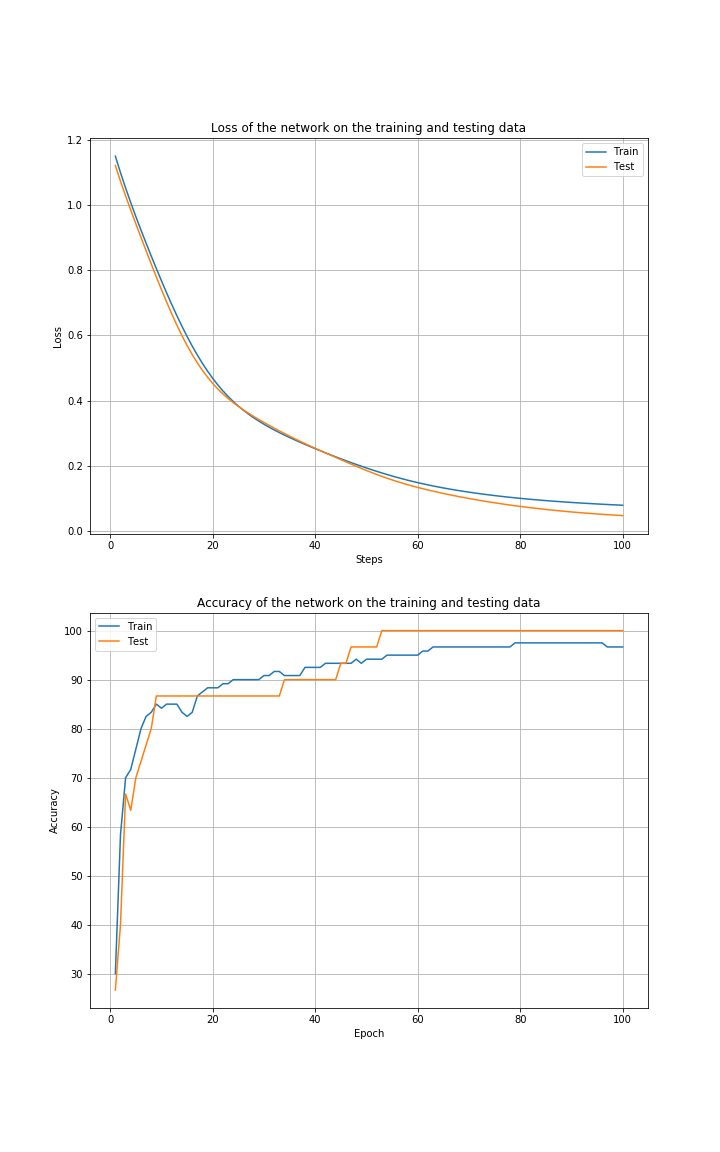 Loss of the network on the training and testing data
1.2
1.0
0.8
0.6
0.4
0.2
0.0
Loss
Train
Test
0 20 40 60 80 100
Steps
Accuracy of the network on the training and testing data
100
90
80
70
60
50
40
30
Accuracy
Train
Test
0 20 40 60 80 100
Epoch